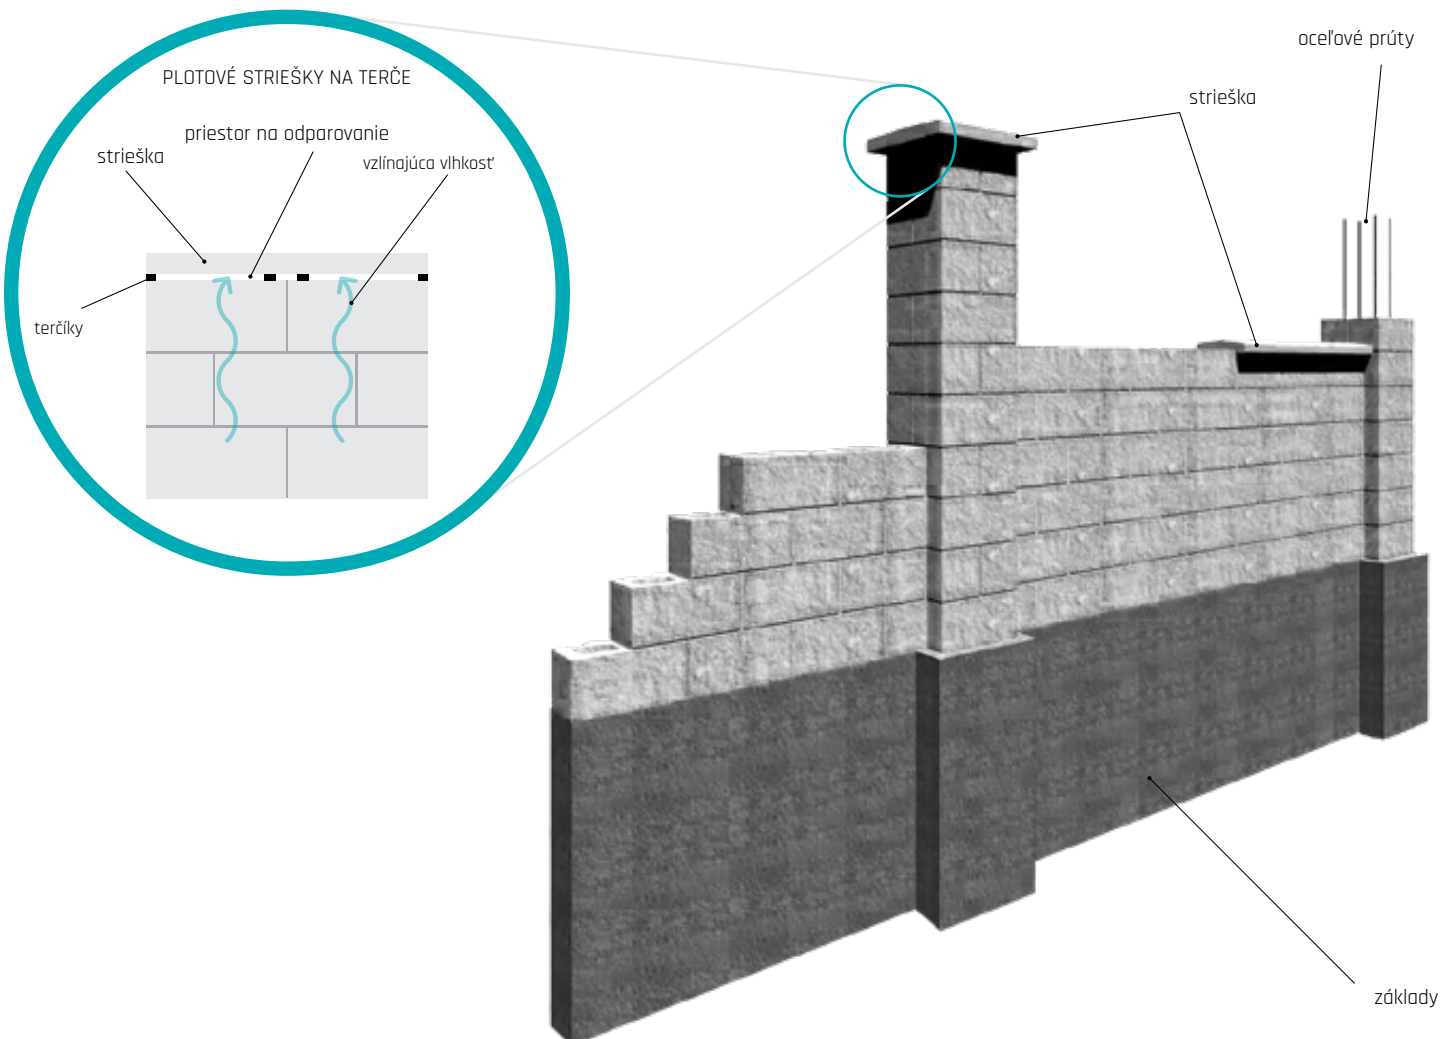 PLOTOVÉ STRIEŠKY NA TERČE
priestor na odparovanie
strieška
vzlínajúca vlhkosť
terčíky
oceľové prúty
strieška
základy